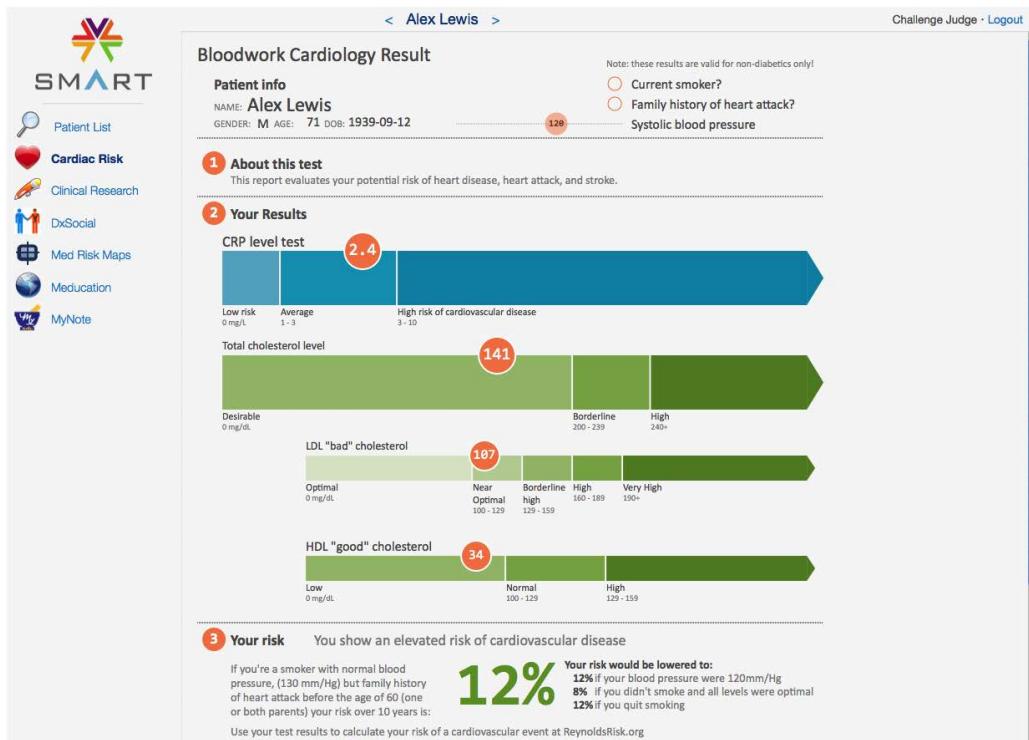 < Alex Lewis >
Challenge Judge · Logout
SMART
Patient List
Cardiac Risk
Clinical Research
DxSocial
Med Risk Maps
Meducation
MyNote
Bloodwork Cardiology Result
Note: these results are valid for non-diabetics only!
Patient info
NAME: Alex Lewis
GENDER: M AGE: 71 DOB: 1939-09-12
Current smoker?
Family history of heart attack?
120 Systolic blood pressure
1 About this test
This report evaluates your potential risk of heart disease, heart attack, and stroke.
2 Your Results
CRP level test
2.4
Low risk
0 mg/L
Average
1 - 3
High risk of cardiovascular disease
3 - 10
Total cholesterol level
141
Desirable
0 mg/dL
Borderline
200 - 239
High
240+
LDL "bad" cholesterol
107
Optimal
0 mg/dL
Near
Optimal
100 - 129
Borderline
high
129 - 159
High
160 - 189
Very High
190+
HDL "good" cholesterol
34
Low
0 mg/dL
Normal
100 - 129
High
129 - 159
3 Your risk You show an elevated risk of cardiovascular disease
If you're a smoker with normal blood
pressure, (130 mm/Hg) but family history
of heart attack before the age of 60 (one
or both parents) your risk over 10 years is:
12%
Your risk would be lowered to:
12% if your blood pressure were 120mm/Hg
8% if you didn't smoke and all levels were optimal
12% if you quit smoking
Use your test results to calculate your risk of a cardiovascular event at ReynoldsRisk.org